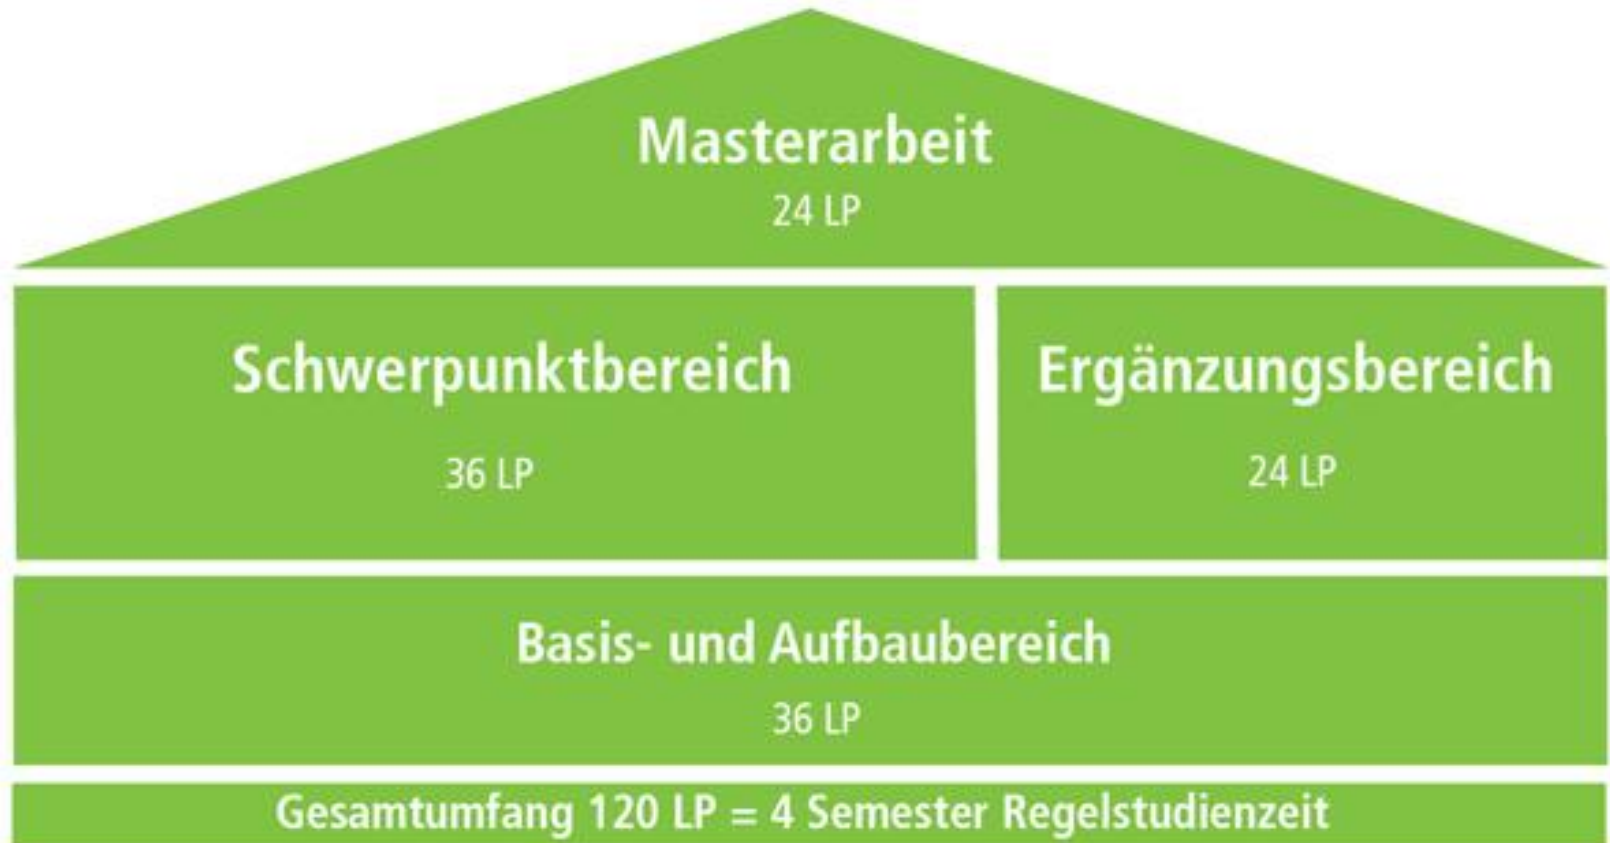 Masterarbeit
24 LP
Schwerpunktbereich
36 LP
Ergänzungsbereich
24 LP
Basis- und Aufbaubereich
36 LP
Gesamtumfang 120 LP = 4 Semester Regelstudienzeit